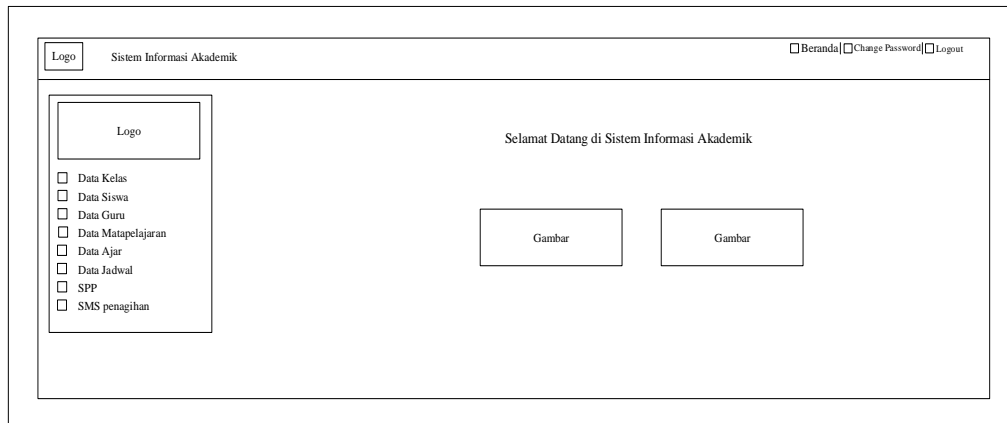 Logo
Sistem Informasi Akademik
Beranda
Change Password
Logout
Logo
Data Kelas
Data Siswa
Data Guru
Data Matapelajaran
Data Ajar
Data Jadwal
SPP
SMS penagihan
Selamat Datang di Sistem Informasi Akademik
Gambar
Gambar